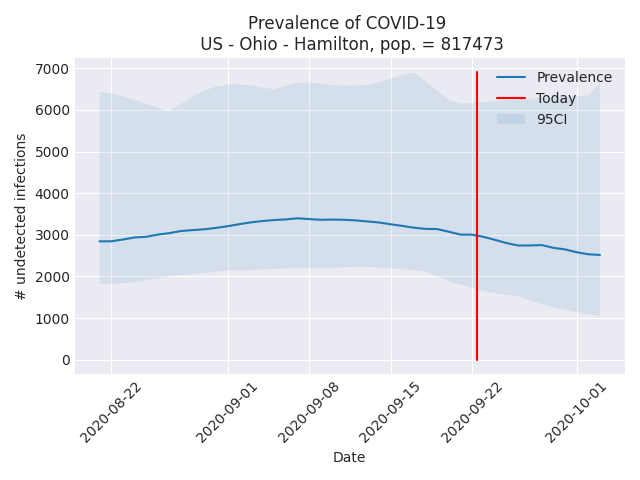 Prevalence of COVID-19
US - Ohio - Hamilton, pop. = 817473
7000
6000
5000
4000
3000
2000
1000
0
# undetected infections
Prevalence
Today
95CI
2020-08-22
2020-09-01
2020-09-08
2020-09-15
2020-09-22
2020-10-01
Date